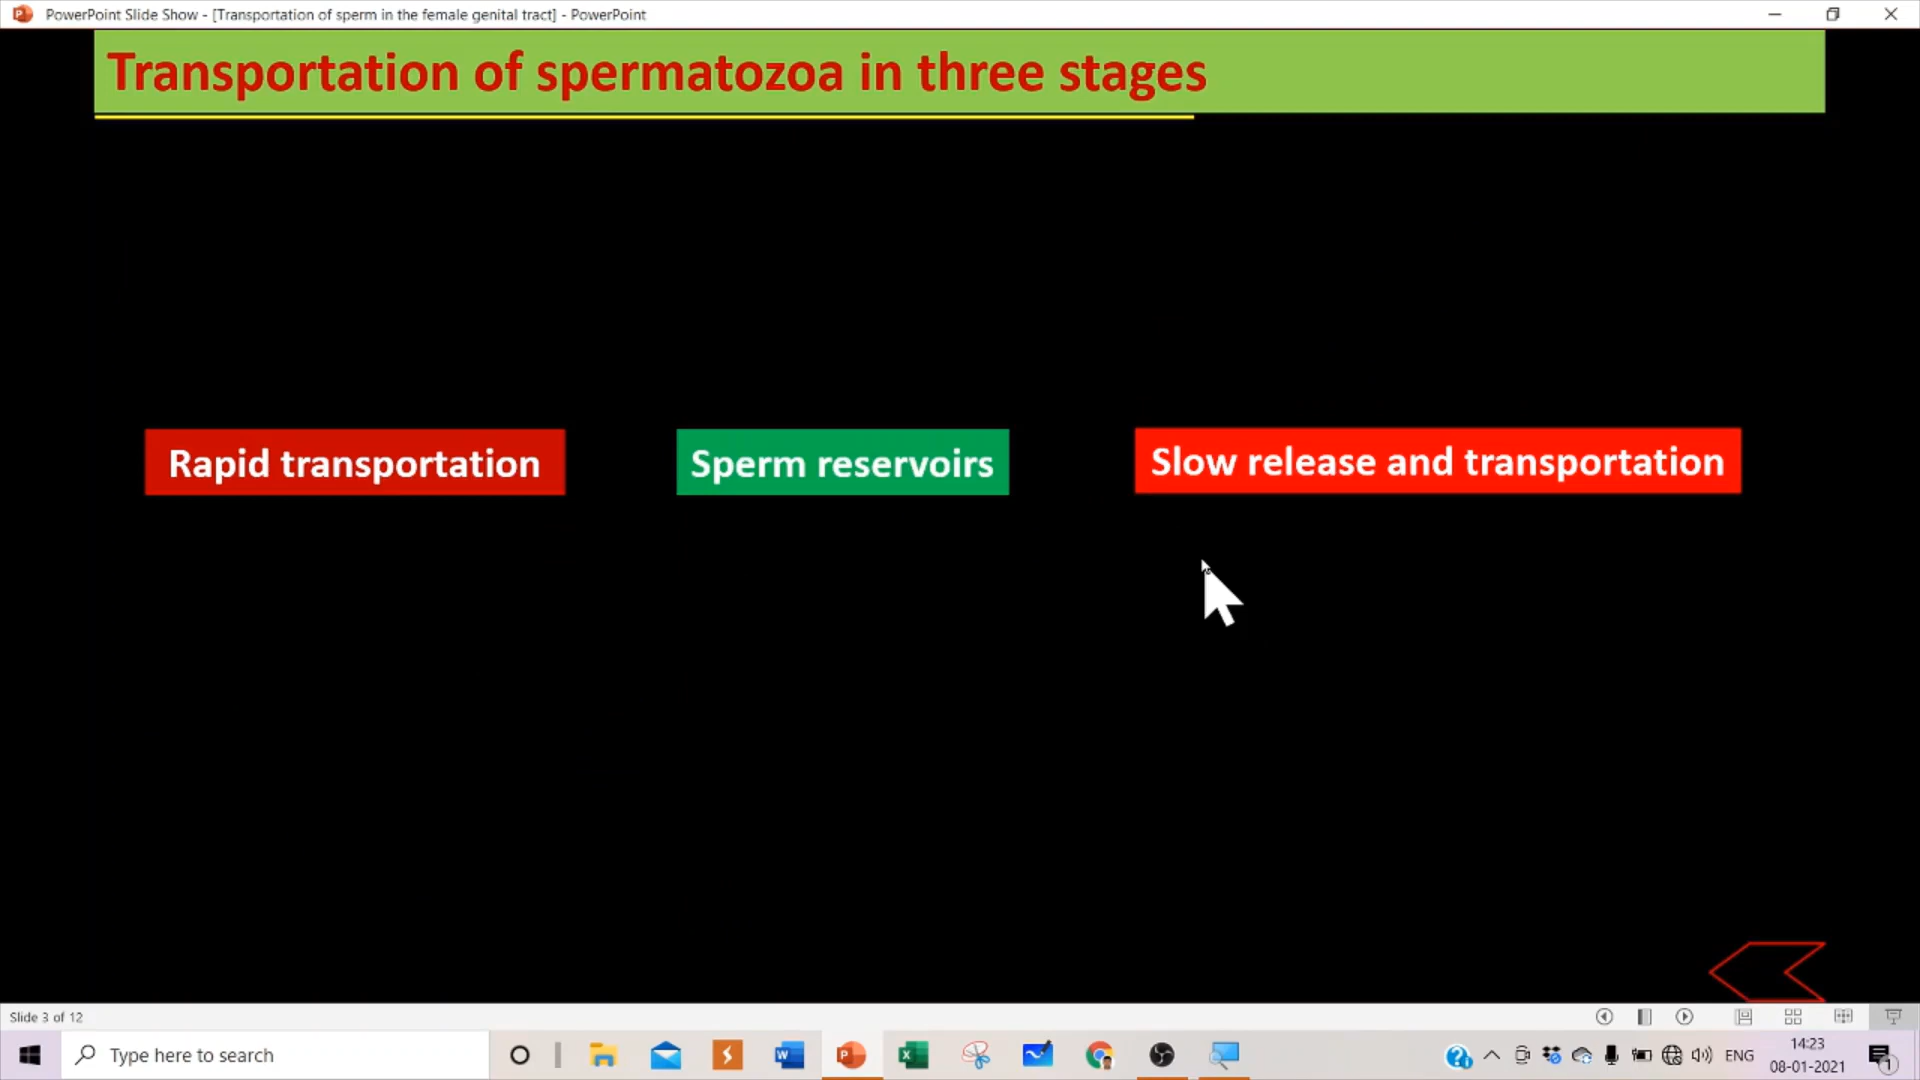 PowerPoint Slide Show - [Transportation of sperm in the female genital tract] - PowerPoint
Transportation of spermatozoa in three stages
Rapid transportation
Sperm reservoirs
Slow release and transportation
Slide 3 of 12
Type here to search
ENG
14:23
08-01-2021
1